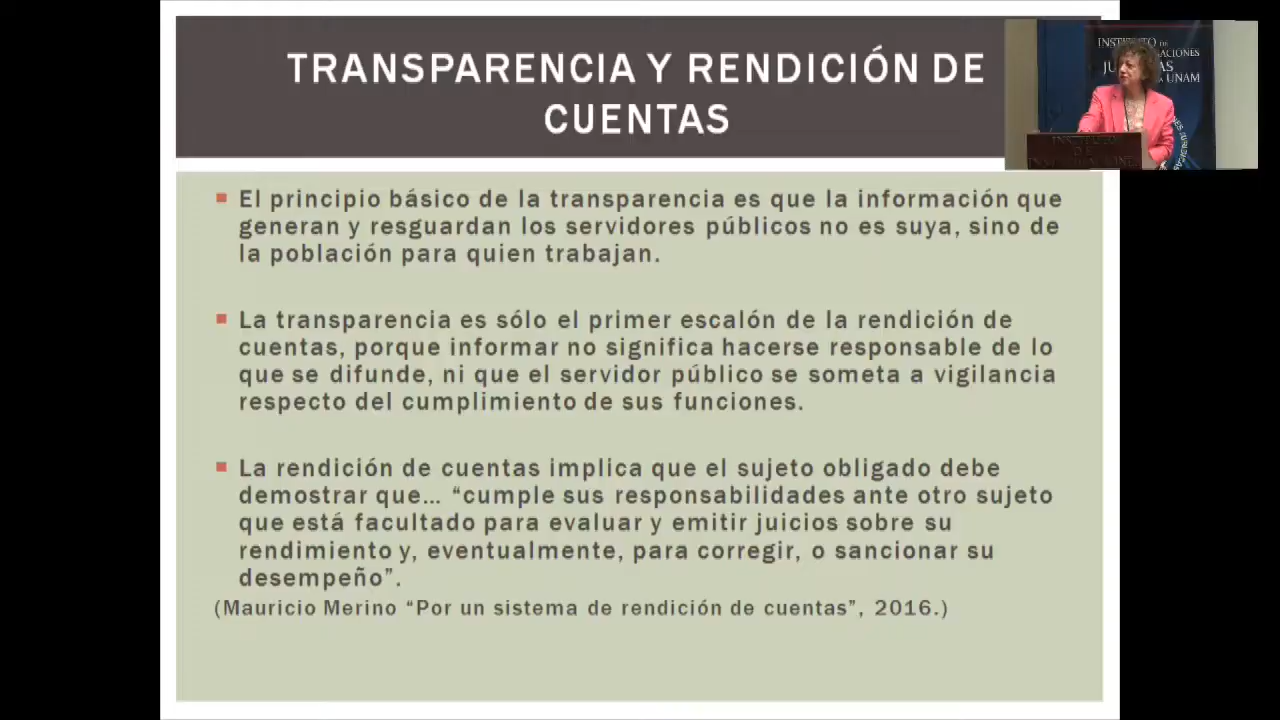 TRANSPARENCIA Y RENDICIÓN DE
CUENTAS
INSTITUTO DE
UNAM
INSTITUTO
DE
El principio básico de la transparencia es que la información que
generan y resguardan los servidores públicos no es suya, sino de
la población para quien trabajan.
La transparencia es sólo el primer escalón de la rendición de
cuentas, porque informar no significa hacerse responsable de lo
que se difunde, ni que el servidor público se someta a vigilancia
respecto del cumplimiento de sus funciones.
La rendición de cuentas implica que el sujeto obligado debe
demostrar que… “cumple sus responsabilidades ante otro sujeto
que está facultado para evaluar y emitir juicios sobre su
rendimiento y, eventualmente, para corregir, o sancionar su
desempeño”.
(Mauricio Merino “Por un sistema de rendición de cuentas”, 2016.)